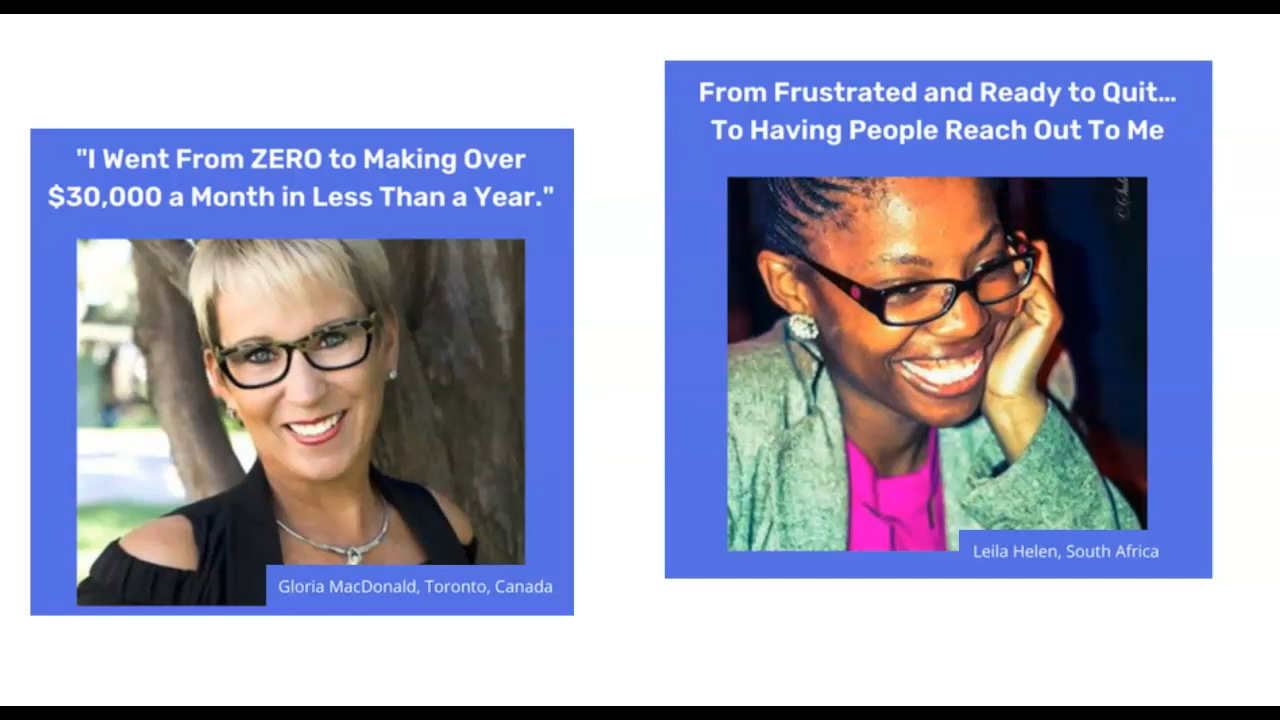 "I Went From ZERO to Making Over
$30,000 a Month in Less Than a Year."
Gloria MacDonald, Toronto, Canada
From Frustrated and Ready to Quit...
To Having People Reach Out To Me
Leila Helen, South Africa